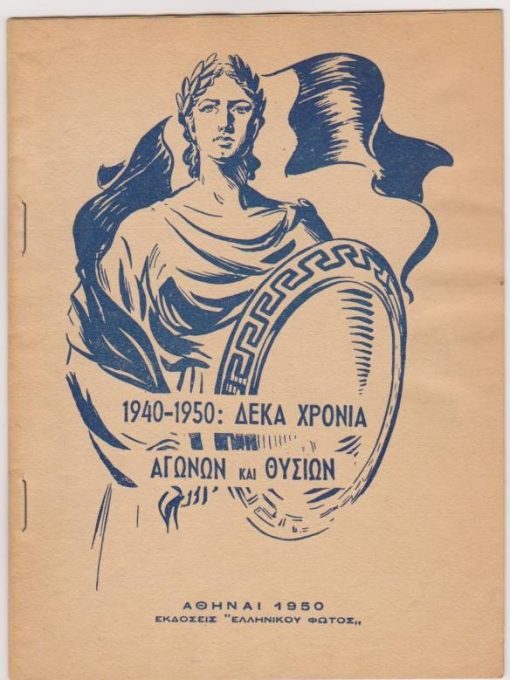 1940-1950: ΔΕΚΑ ΧΡΟΝΙΑ
ΑΓΩΝΩΝ ΚΑΙ ΘΥΣΙΩΝ
ΑΘΗΝΑΙ 1950
ΕΚΔΟΣΕΙΣ "ΕΛΛΗΝΙΚΟΥ ΦΩΤΟΣ„